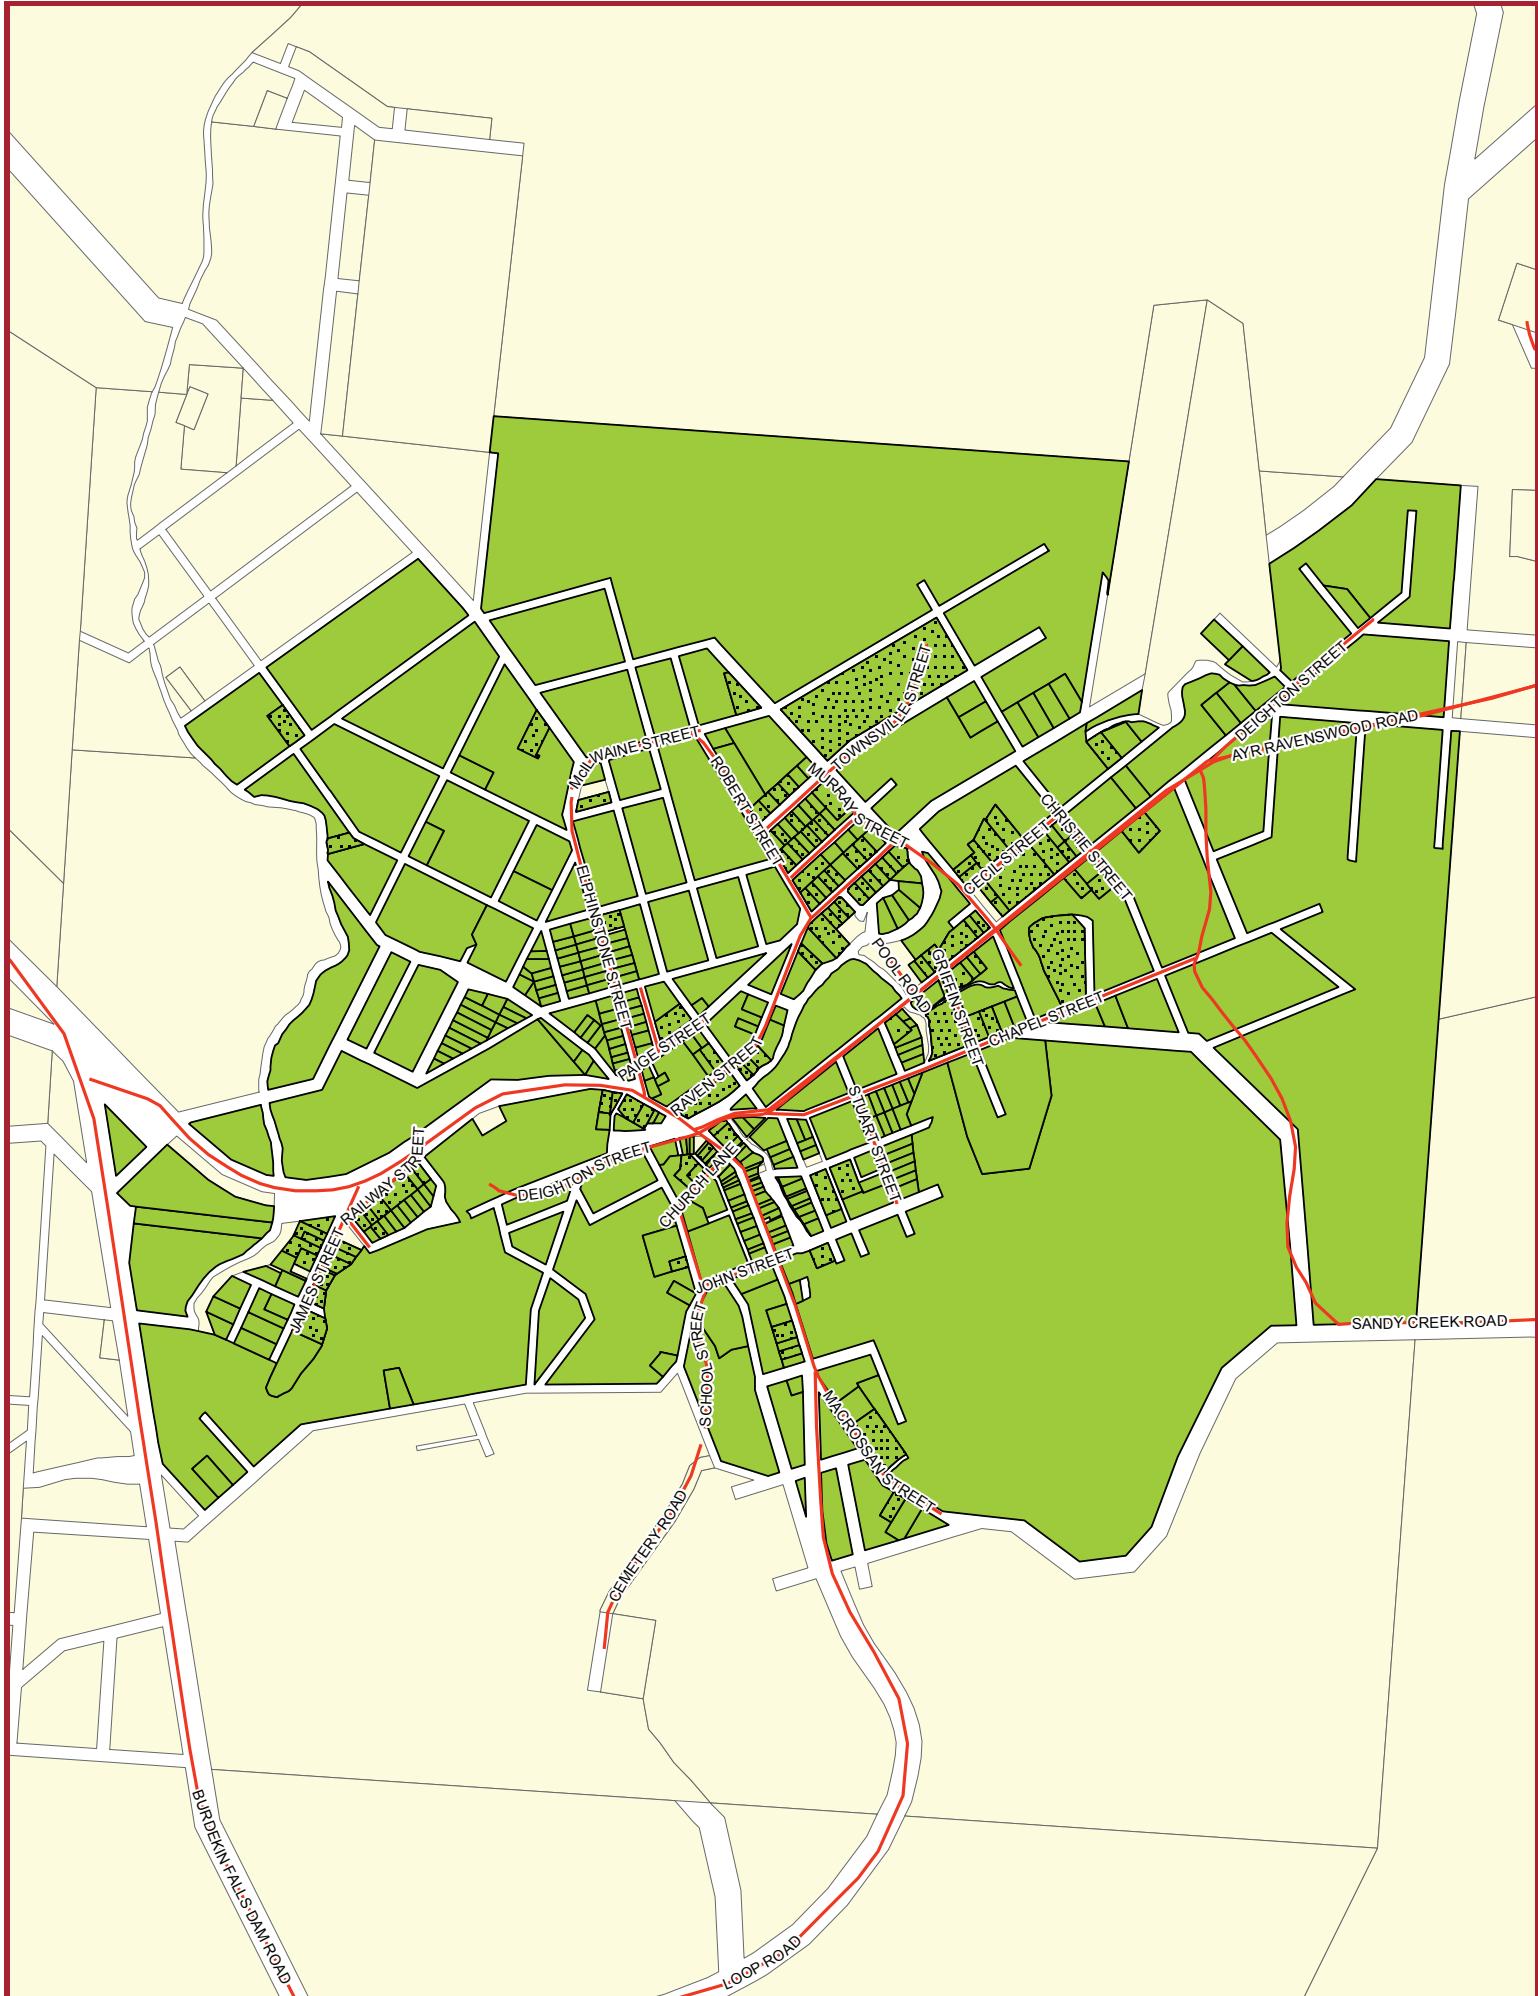 TOWNSVILLE STREET
DEIGHTON STREET
AYR RAVENSWOOD ROAD
McIL WAINE STREET
ROBERT STREET
MURRAY STREET
CHRISTIE STREET
CECIL STREET
ELPHINSTONE STREET
POOL ROAD
GRIFFIN STREET
CHAPEL STREET
PAIGE STREET
RAVEN STREET
STUART STREET
RAILWAY STREET
DEIGHTON STREET
CHURCH LANE
JAMES STREET
JOHN STREET
SCHOOL STREET
SANDY CREEK ROAD
MACROSSAN STREET
CEMETERY ROAD
BURDEKIN FALLS DAM ROAD
LOOP ROAD